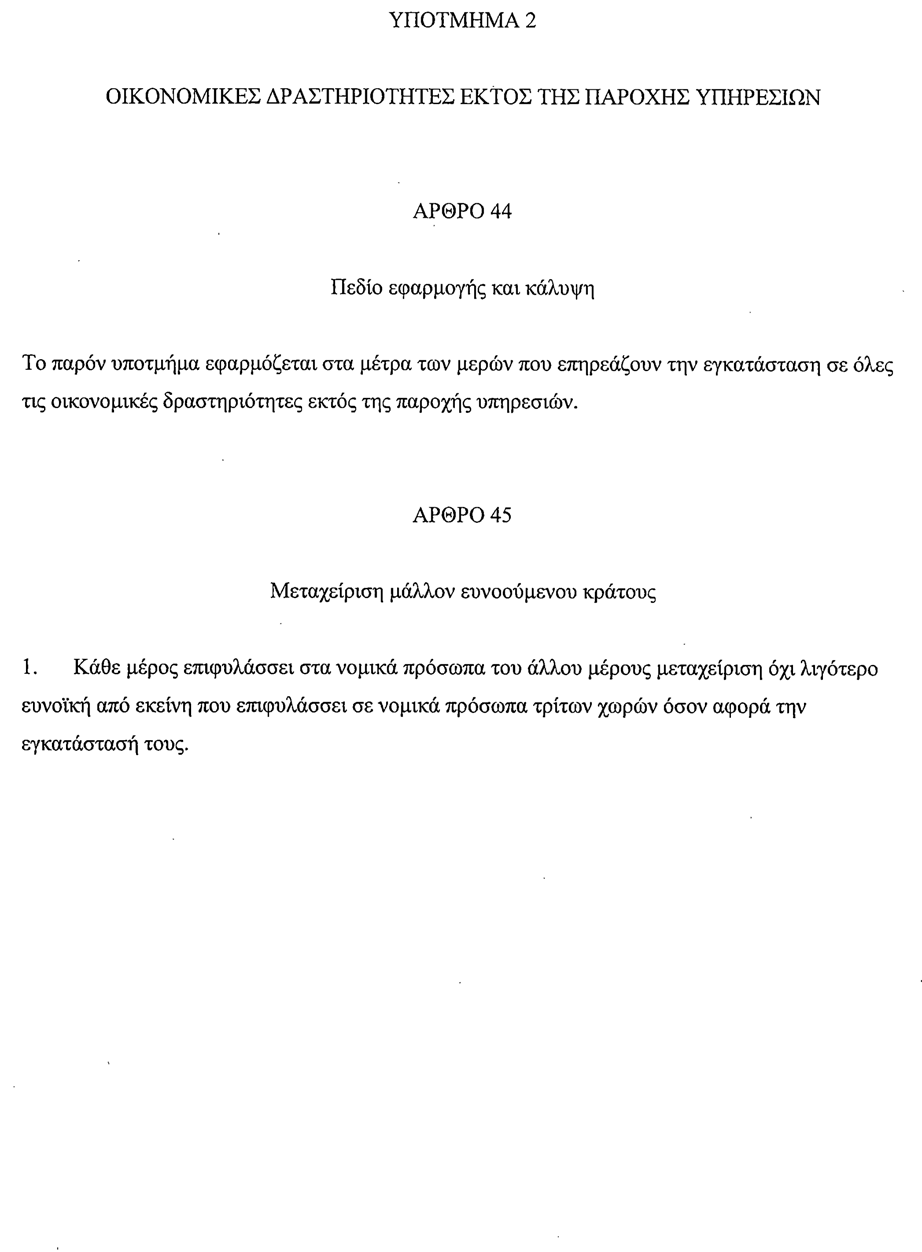 ΥΠΟΤΜΗΜΑ 2
ΟΙΚΟΝΟΜΙΚΕΣ ΔΡΑΣΤΗΡΙΟΤΗΤΕΣ ΕΚΤΟΣ ΤΗΣ ΠΑΡΟΧΗΣ ΥΠΗΡΕΣΙΩΝ
ΑΡΘΡΟ 44
Πεδίο εφαρμογής και κάλυψη
Το παρόν υποτμήμα εφαρμόζεται στα μέτρα των μερών που επηρεάζουν την εγκατάσταση σε όλες
τις οικονομικές δραστηριότητες εκτός της παροχής υπηρεσιών.
ΑΡΘΡΟ 45
Μεταχείριση μάλλον ευνοούμενου κράτους
1. Κάθε μέρος επιφυλάσσει στα νομικά πρόσωπα του άλλου μέρους μεταχείριση όχι λιγότερο
ευνοϊκή από εκείνη που επιφυλάσσει σε νομικά πρόσωπα τρίτων χωρών όσον αφορά την
εγκατάστασή τους.